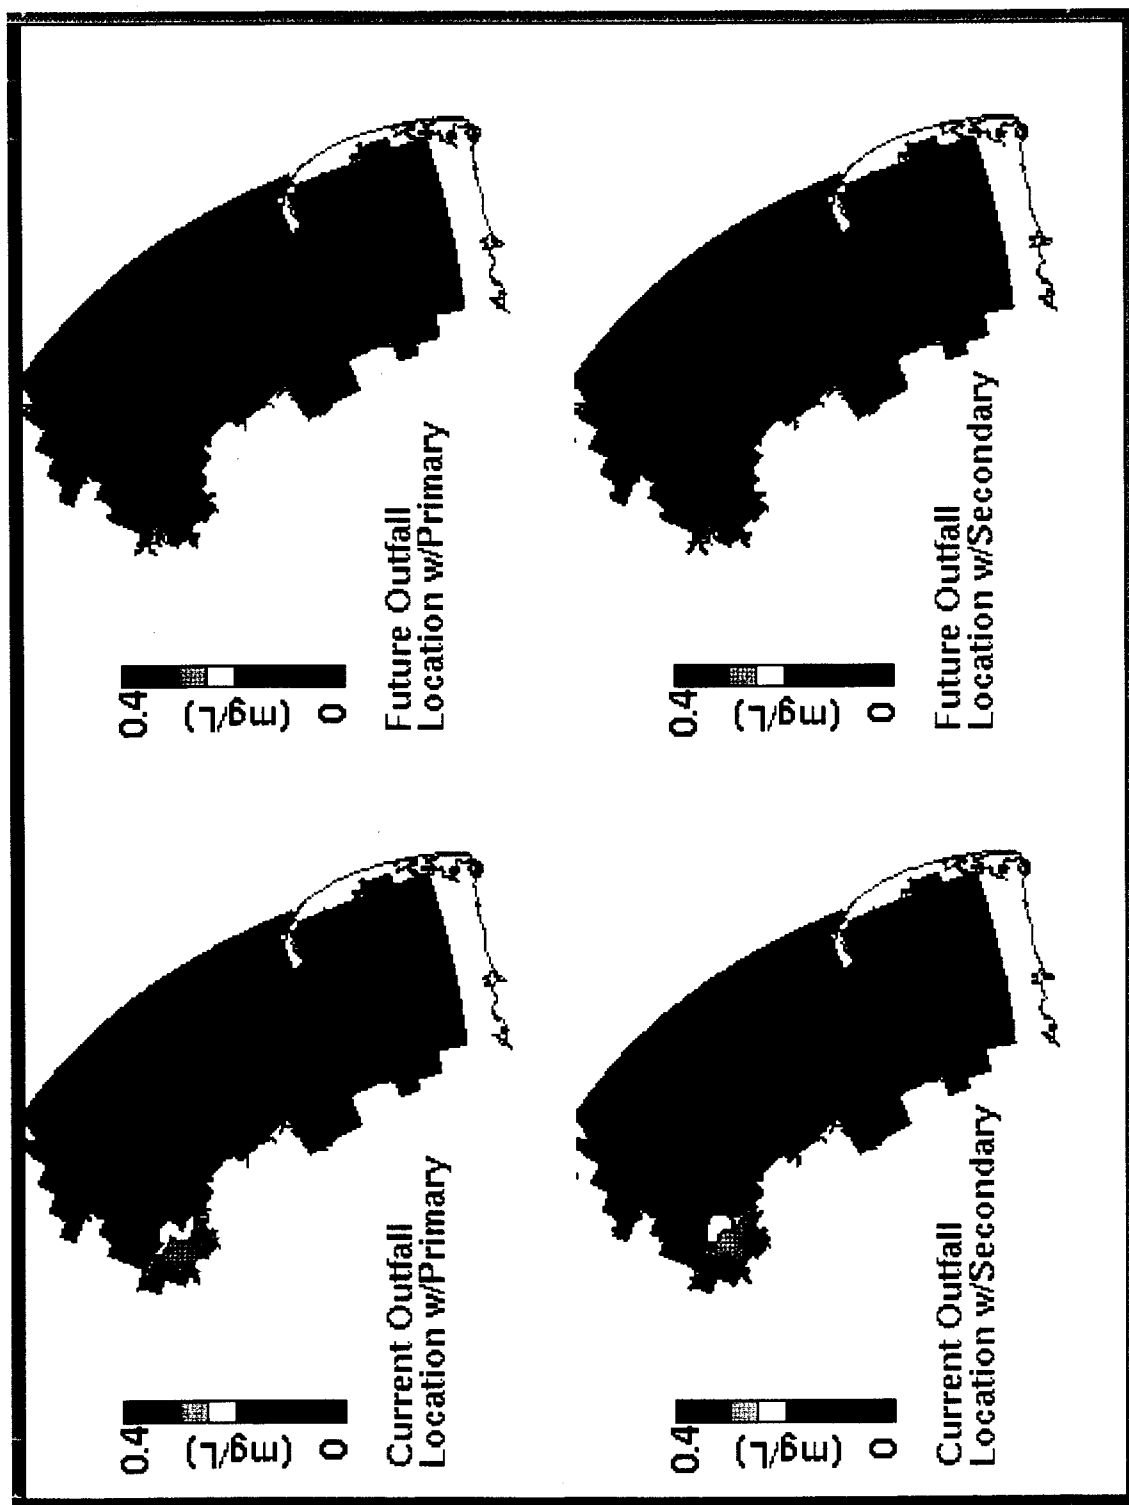 0.4
(mg/L)
0
Current Outfall
Location w/Primary
0.4
(mg/L)
0
Future Outfall
Location w/Primary
0.4
(mg/L)
0
Current Outfall
Location w/Secondary
0.4
(mg/L)
0
Future Outfall
Location w/Secondary